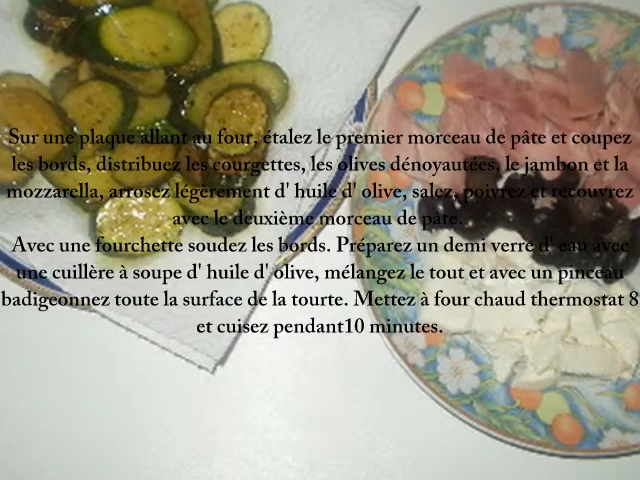 Sur une plaque allant au four, étalez le premier morceau de pâte et coupez
les bords, distribuez les courgettes, les olives dénoyautées, le jambon et la
mozzarella, arrosez légèrement d' huile d' olive, salez, poivrez et recouvrez
avec le deuxième morceau de pâte.
Avec une fourchette soudez les bords. Préparez un demi verre d' eau avec
une cuillère à soupe d' huile d' olive, mélangez le tout et avec un pinceau
badigeonnez toute la surface de la tourte. Mettez à four chaud thermostat 8
et cuisez pendant10 minutes.